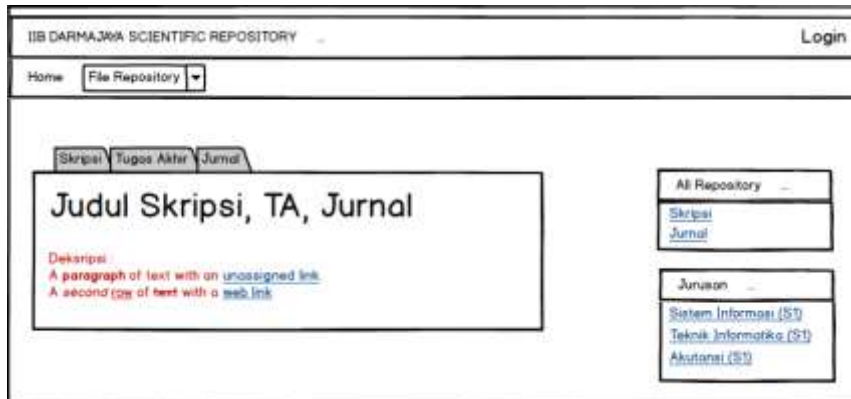 IIB DARMAJAYA SCIENTIFIC REPOSITORY ...
Login
Home File Repository
Skripsi Tugas Akhir Jurnal
Judul Skripsi, TA, Jurnal
Deksripsi
A paragraph of text with an unassigned link
A second row of text with a web link
All Repository ...
Skripsi
Jurnal
Jurusan ...
Sistem Informasi (S1)
Teknik Informatika (S1)
Akutansi (S1)